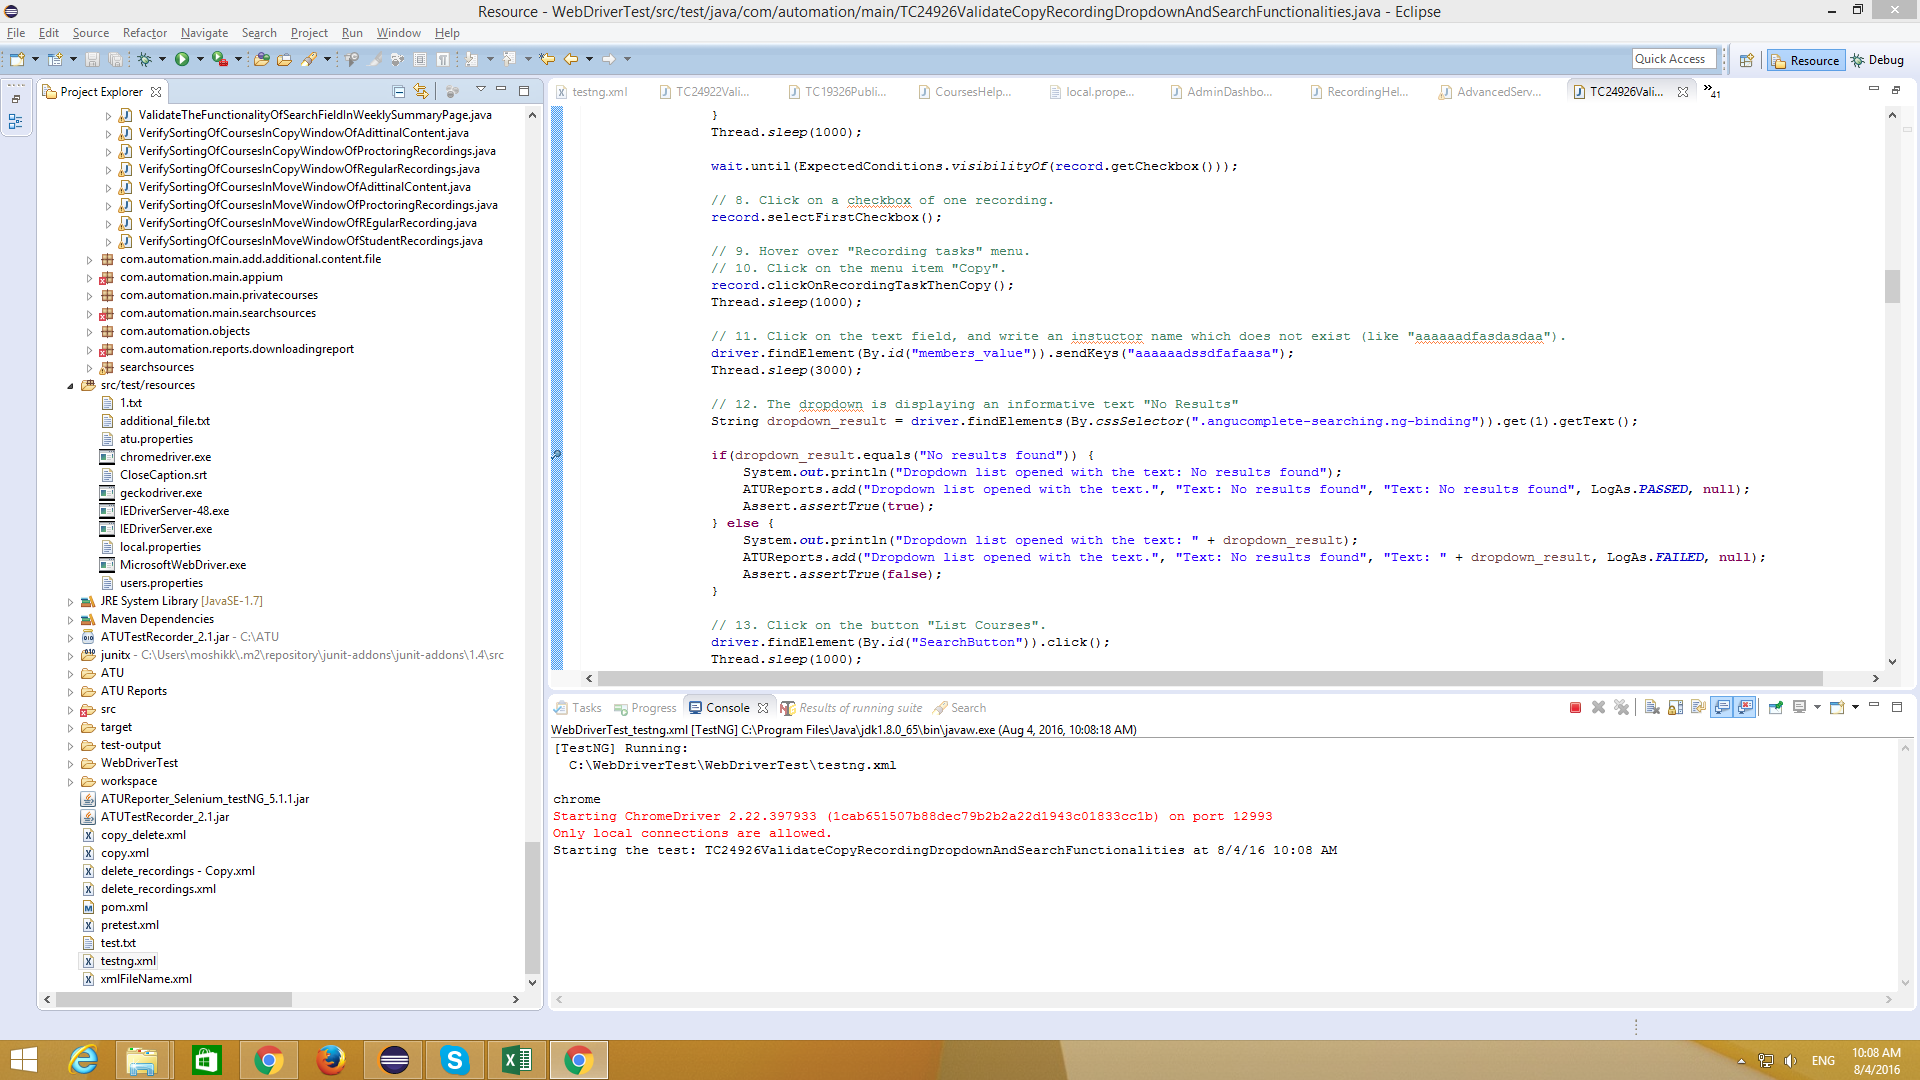 Resource - WebDriverTest/src/test/java/com/automation/main/TC24926ValidateCopyRecordingDropdownAndSearchFunctionalities.java - Eclipse
File Edit Source Refactor Navigate Search Project Run Window Help
Quick Access
Resource
Debug
Project Explorer
ValidateTheFunctionalityOfSearchFieldInWeeklySummaryPage.java
VerifySortingOfCoursesInCopyWindowOfAdittinalContent.java
VerifySortingOfCoursesInCopyWindowOfProctoringRecordings.java
VerifySortingOfCoursesInCopyWindowOfRegularRecordings.java
VerifySortingOfCoursesInMoveWindowOfAdittinalContent.java
VerifySortingOfCoursesInMoveWindowOfProctoringRecordings.java
VerifySortingOfCoursesInMoveWindowOfREgularRecording.java
VerifySortingOfCoursesInMoveWindowOfStudentRecordings.java
com.automation.main.add.additional.content.file
com.automation.main.appium
com.automation.main.privatecourses
com.automation.main.searchsources
com.automation.objects
com.automation.reports.downloadingreport
searchsources
src/test/resources
1.txt
additional_file.txt
atu.properties
chromedriver.exe
CloseCaption.srt
geckodriver.exe
IEDriverServer-48.exe
IEDriverServer.exe
local.properties
MicrosoftWebDriver.exe
users.properties
JRE System Library [JavaSE-1.7]
Maven Dependencies
ATUTestRecorder_2.1.jar - C:\ATU
junitx - C:\Users\moshikk\.m2\repository\junit-addons\junit-addons\1.4\src
ATU
ATU Reports
src
target
test-output
WebDriverTest
workspace
ATUReporter_Selenium_testNG_5.1.1.jar
ATUTestRecorder_2.1.jar
copy_delete.xml
copy.xml
delete_recordings - Copy.xml
delete_recordings.xml
pom.xml
pretest.xml
test.txt
testng.xml
xmlFileName.xml
testng.xml TC24922Vali... TC19326Publi... CoursesHelp... local.prope... AdminDashbo... RecordingHel... AdvancedServ... TC24926Vali... 41
}
Thread.sleep(1000);
wait.until(ExpectedConditions.visibilityOf(record.getCheckbox()));
// 8. Click on a checkbox of one recording.
record.selectFirstCheckbox();
// 9. Hover over "Recording tasks" menu.
// 10. Click on the menu item "Copy".
record.clickOnRecordingTaskThenCopy();
Thread.sleep(1000);
// 11. Click on the text field, and write an instuctor name which does not exist (like "aaaaaadfasdasdaa").
driver.findElement(By.id("members_value")).sendKeys("aaaaaadssdfafaasa");
Thread.sleep(3000);
// 12. The dropdown is displaying an informative text "No Results"
String dropdown_result = driver.findElements(By.cssSelector(".angucomplete-searching.ng-binding")).get(1).getText();
if(dropdown_result.equals("No results found")) {
System.out.println("Dropdown list opened with the text: No results found");
ATUReports.add("Dropdown list opened with the text.", "Text: No results found", "Text: No results found", LogAs.PASSED, null);
Assert.assertTrue(true);
} else {
System.out.println("Dropdown list opened with the text: " + dropdown_result);
ATUReports.add("Dropdown list opened with the text.", "Text: No results found", "Text: " + dropdown_result, LogAs.FAILED, null);
Assert.assertTrue(false);
}
// 13. Click on the button "List Courses".
driver.findElement(By.id("SearchButton")).click();
Thread.sleep(1000);
Tasks Progress Console Results of running suite Search
WebDriverTest_testng.xml [TestNG] C:\Program Files\Java\jdk1.8.0_65\bin\javaw.exe (Aug 4, 2016, 10:08:18 AM)
[TestNG] Running:
C:\WebDriverTest\WebDriverTest\testng.xml
chrome
Starting ChromeDriver 2.22.397933 (1cab651507b88dec79b2b2a22d1943c01833cc1b) on port 12993
Only local connections are allowed.
Starting the test: TC24926ValidateCopyRecordingDropdownAndSearchFunctionalities at 8/4/16 10:08 AM
ENG
10:08 AM
8/4/2016